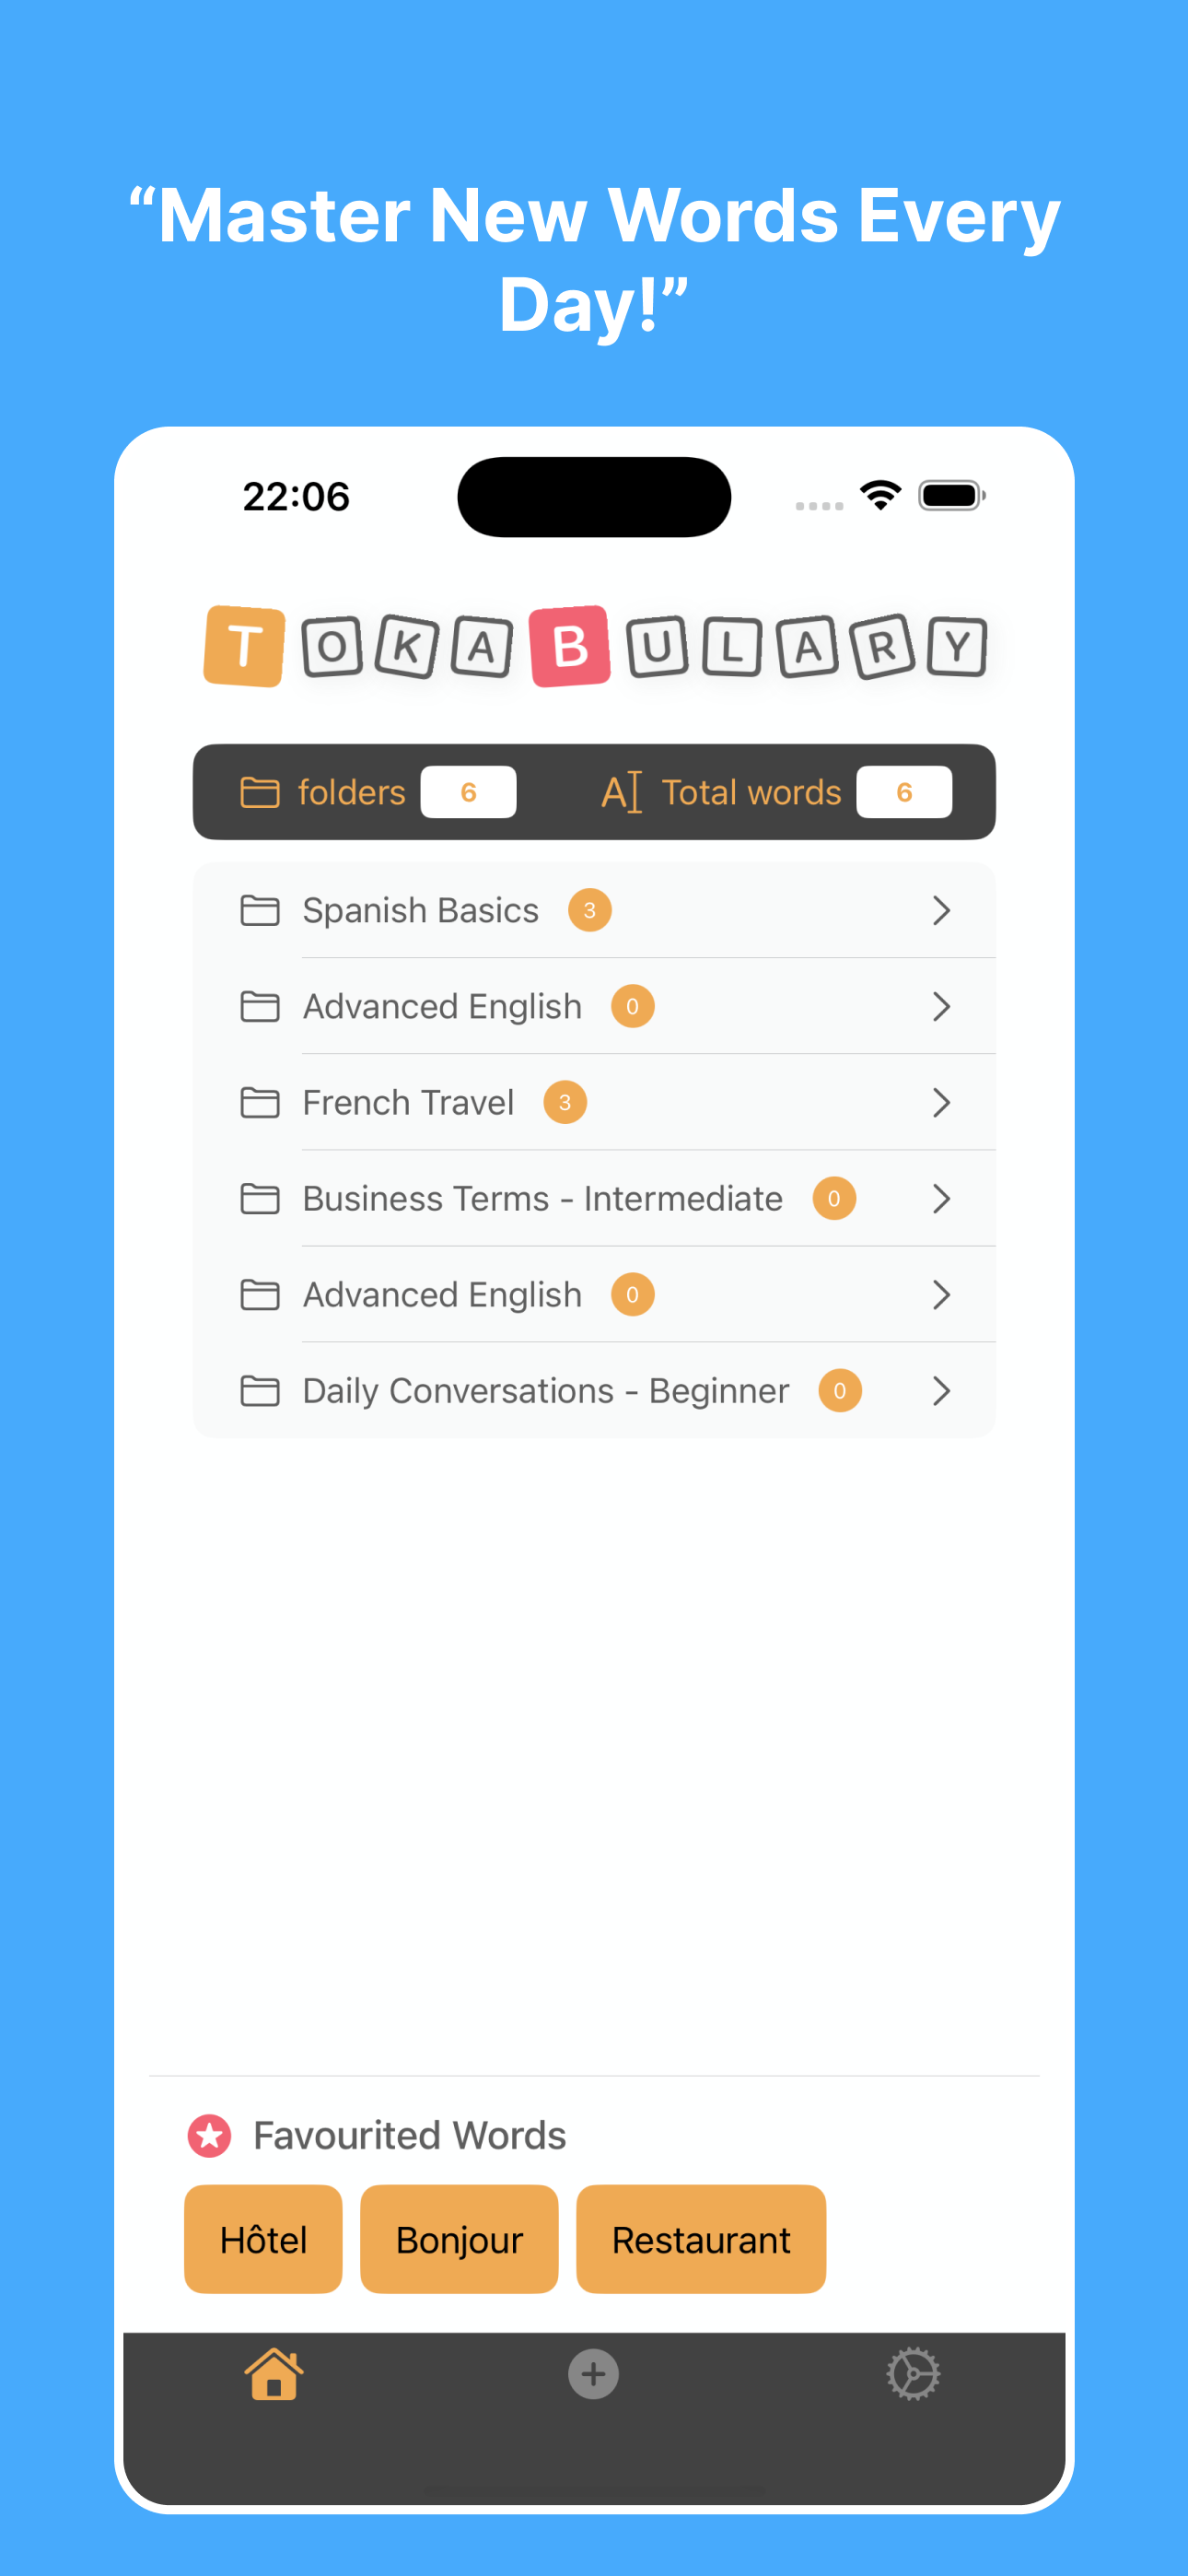 “Master New Words Every
Day!”
22:06
TOKABULARY
folders 6 A Total words 6
Spanish Basics 3
Advanced English 0
French Travel 3
Business Terms - Intermediate 0
Advanced English 0
Daily Conversations - Beginner 0
Favourited Words
Hôtel Bonjour Restaurant